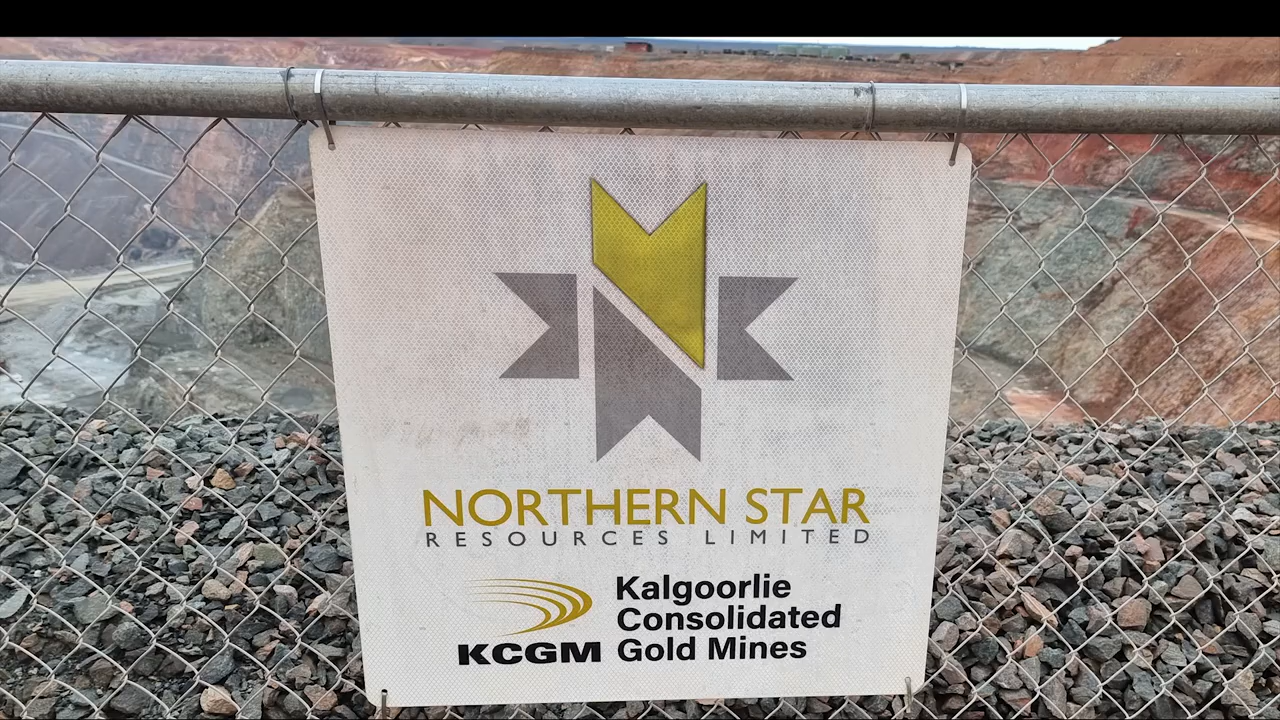 NORTHERN STAR
RESOURCES LIMITED
KCGM
Kalgoorlie
Consolidated
Gold Mines